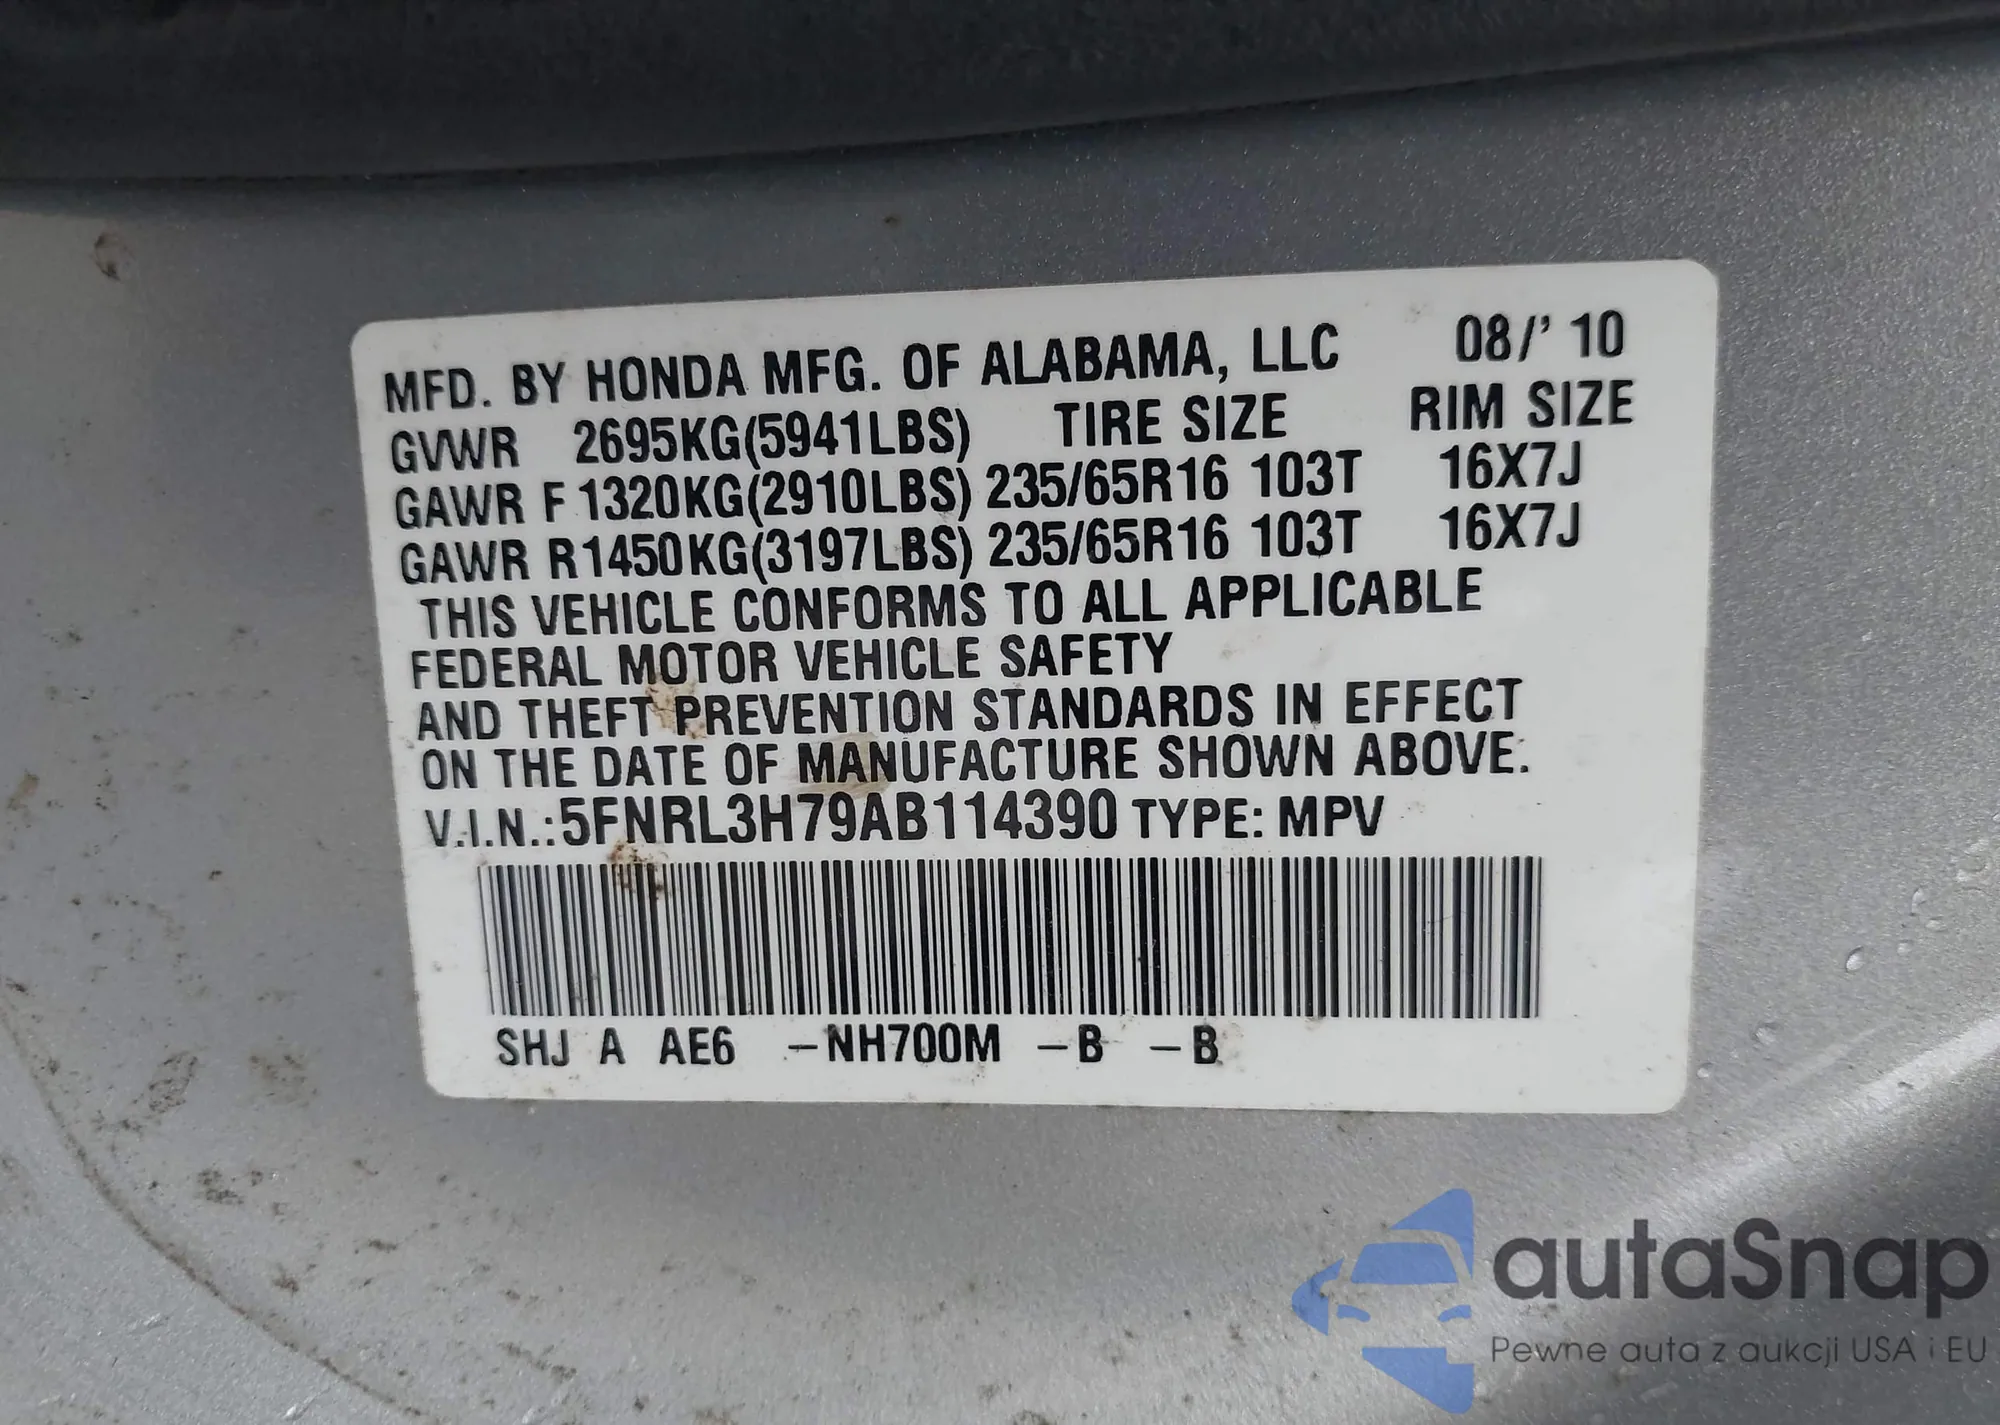 MFD. BY HONDA MFG. OF ALABAMA, LLC 08/' 10
GVWR 2695KG(5941LBS) TIRE SIZE RIM SIZE
GAWR F 1320KG(2910LBS) 235/65R16 103T 16X7J
GAWR R1450KG(3197LBS) 235/65R16 103T 16X7J
THIS VEHICLE CONFORMS TO ALL APPLICABLE
FEDERAL MOTOR VEHICLE SAFETY
AND THEFT PREVENTION STANDARDS IN EFFECT
ON THE DATE OF MANUFACTURE SHOWN ABOVE.
V.I.N.:5FNRL3H79AB114390 TYPE: MPV
SHJ A AE6 -NH700M -B -B
autaSnap
Pewne auta z aukcji USA i EU